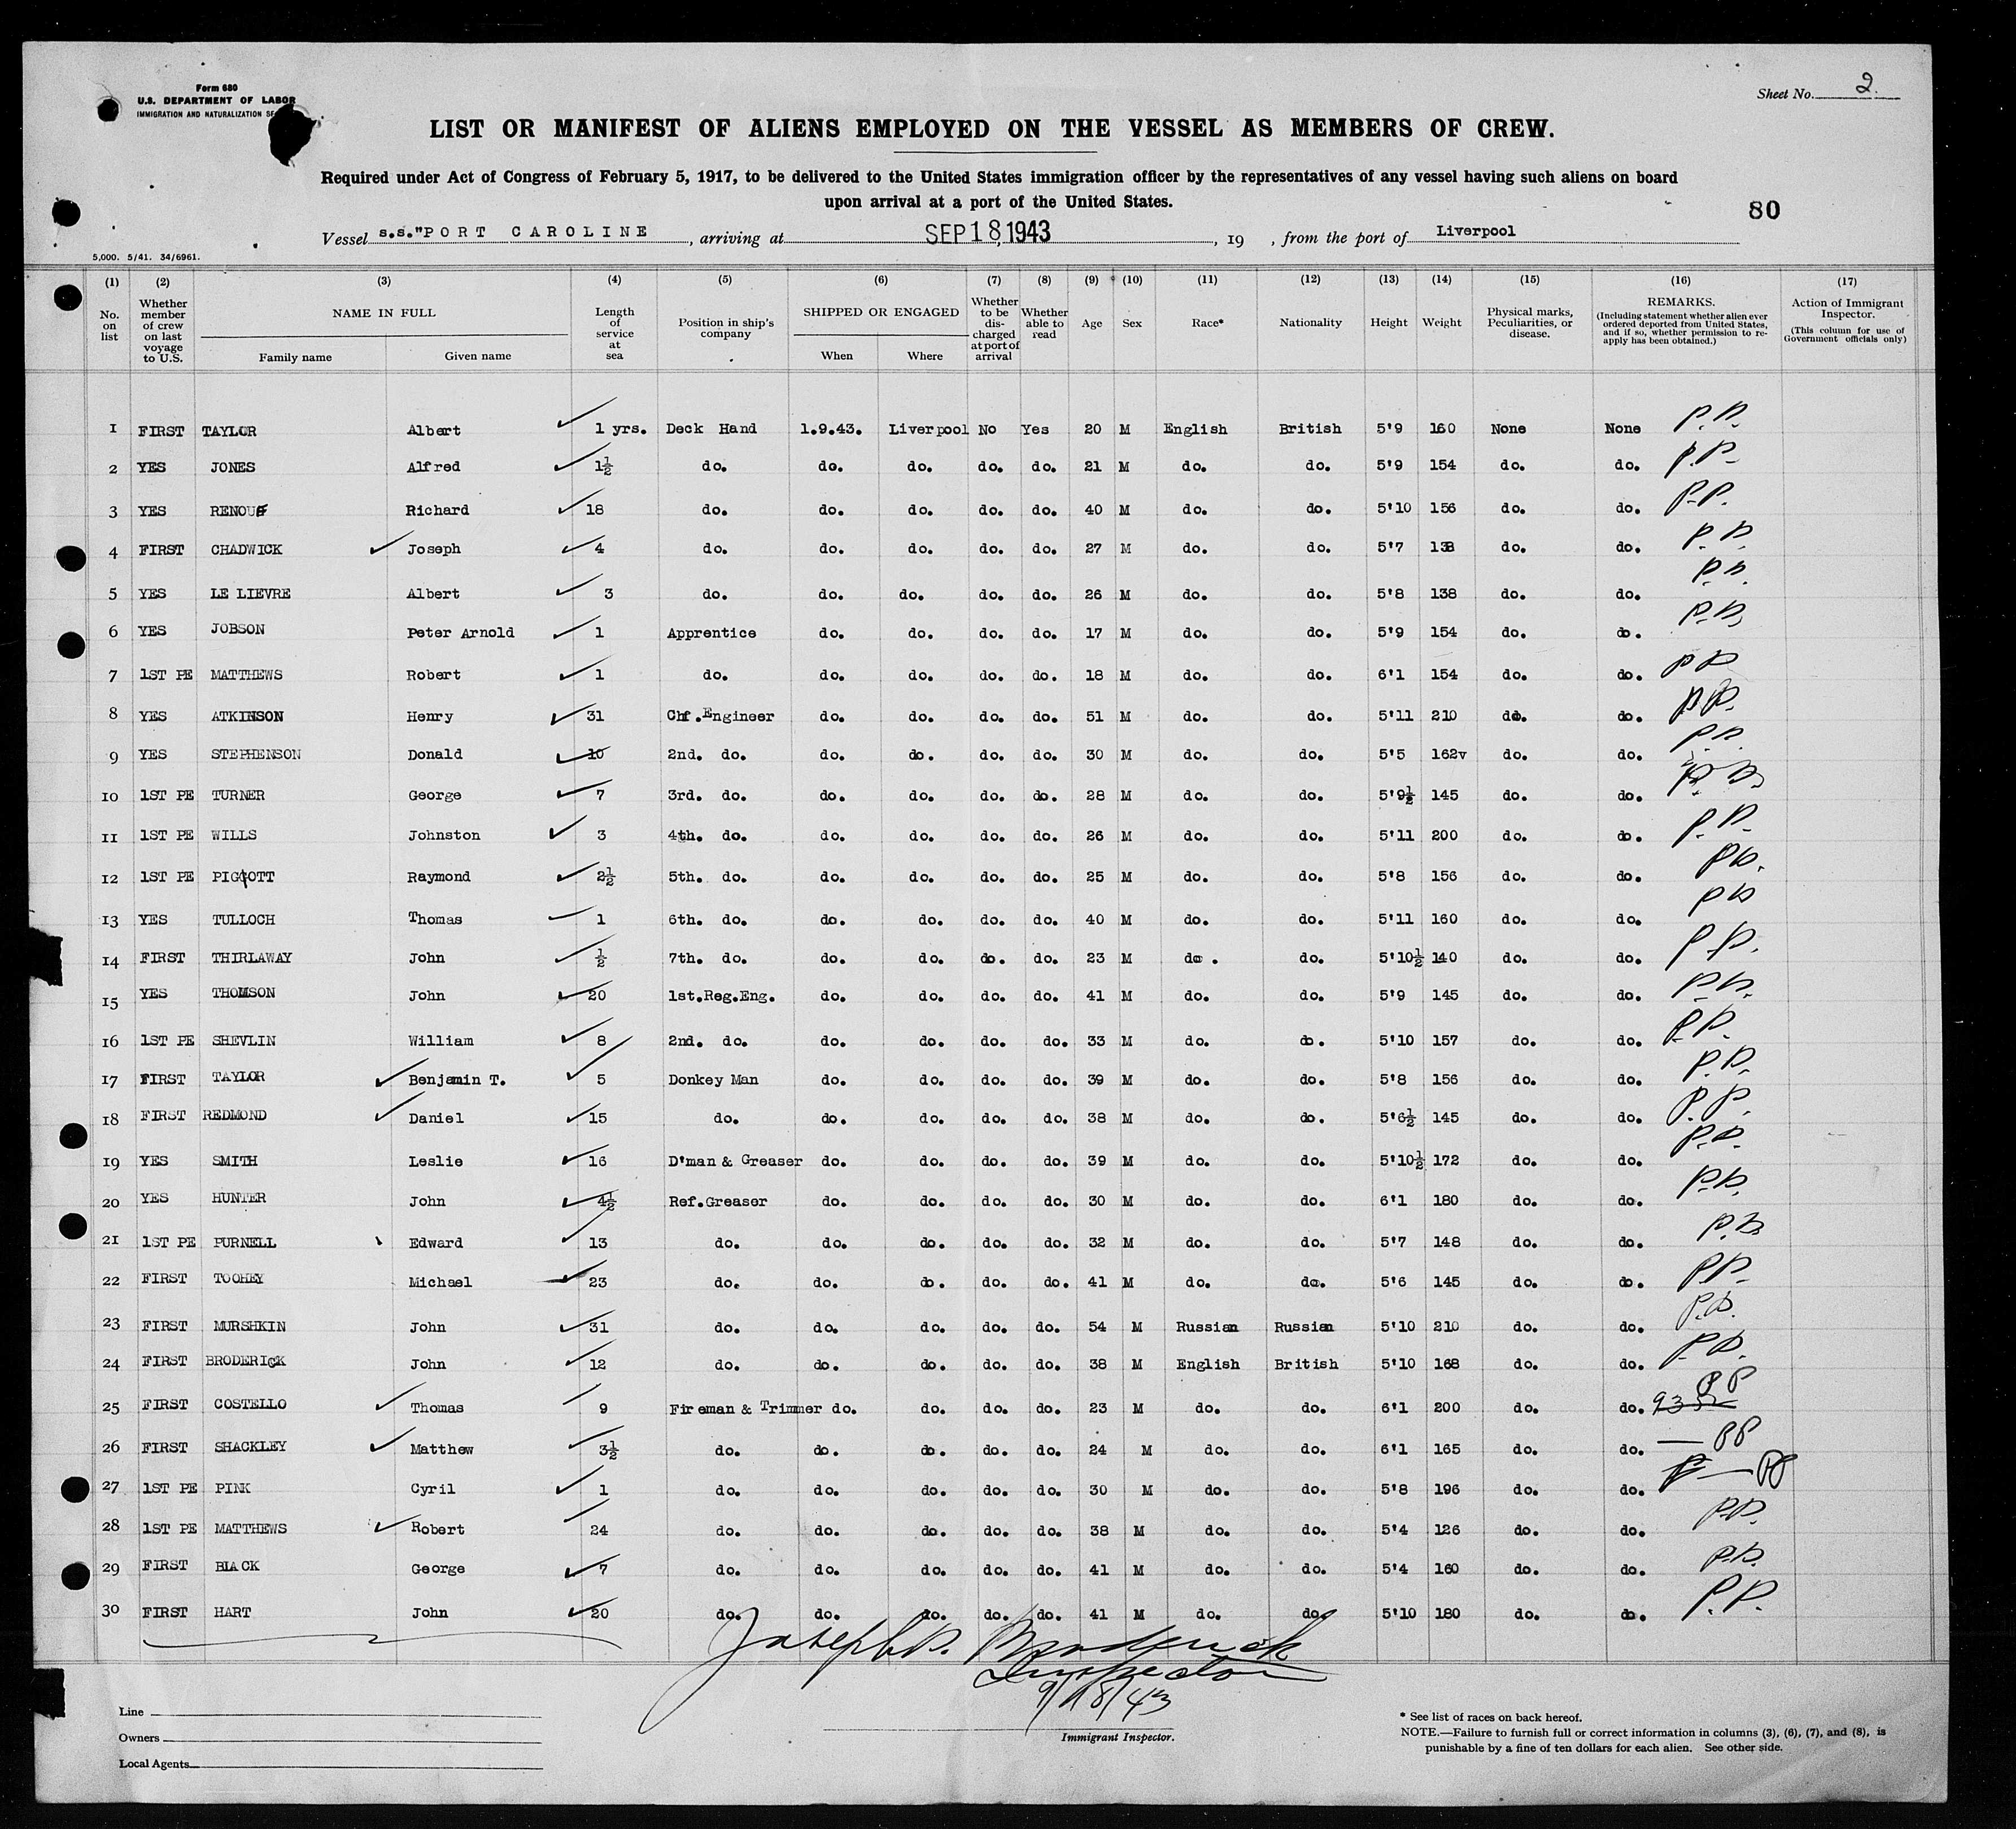 Form 680
U.S. DEPARTMENT OF LABOR
IMMIGRATION AND NATURALIZATION
Sheet No. 2.
LIST OR MANIFEST OF ALIENS EMPLOYED ON THE VESSEL AS MEMBERS OF CREW.
Required under Act of Congress of February 5, 1917, to be delivered to the United States immigration officer by the representatives of any vessel having such aliens on board
upon arrival at a port of the United States.
80
Vessel s.s."PORT CAROLINE, arriving at SEP 18 1943, 19 , from the port of Liverpool
5,000. 5/41. 34/6961.
(1) (2) (3) (4) (5) (6) (7) (8) (9) (10) (11) (12) (13) (14) (15) (16) (17)
No. on list
Whether member of crew on last voyage to U.S.
NAME IN FULL
Family name Given name
Length of service at sea
Position in ship's company
SHIPPED OR ENGAGED
When Where
Whether to be discharged at port of arrival
Whether able to read
Age
Sex
Race*
Nationality
Height
Weight
Physical marks, Peculiarities, or disease.
REMARKS.
(Including statement whether alien ever ordered deported from United States, and if so, whether permission to reapply has been obtained.)
Action of Immigrant Inspector.
(This column for use of Government officials only)
1 FIRST TAYLOR Albert 1 yrs. Deck Hand 1.9.43. Liverpool No Yes 20 M English British 5'9 160 None None P.P.
2 YES JONES Alfred 1½ do. do. do. do. do. 21 M do. do. 5'9 154 do. do. P.P.
3 YES RENOUF Richard 18 do. do. do. do. do. 40 M do. do. 5'10 156 do. do. P.P.
4 FIRST CHADWICK Joseph 4 do. do. do. do. do. 27 M do. do. 5'7 138 do. do. P.P.
5 YES LE LIEVRE Albert 3 do. do. do. do. do. 26 M do. do. 5'8 138 do. do. P.P.
6 YES JOBSON Peter Arnold 1 Apprentice do. do. do. do. 17 M do. do. 5'9 154 do. do. P.P.
7 1ST PE MATTHEWS Robert 1 do. do. do. do. do. 18 M do. do. 6'1 154 do. do. P.P.
8 YES ATKINSON Henry 31 Chf.Engineer do. do. do. do. 51 M do. do. 5'11 210 do. do. P.P.
9 YES STEPHENSON Donald 10 2nd. do. do. do. do. do. 30 M do. do. 5'5 162v do. do. P.P.
10 1ST PE TURNER George 7 3rd. do. do. do. do. do. 28 M do. do. 5'9½ 145 do. do. P.P.
11 1ST PE WILLS Johnston 3 4th. do. do. do. do. do. 26 M do. do. 5'11 200 do. do. P.P.
12 1ST PE PIGGOTT Raymond 2½ 5th. do. do. do. do. do. 25 M do. do. 5'8 156 do. do. P.P.
13 YES TULLOCH Thomas 1 6th. do. do. do. do. do. 40 M do. do. 5'11 160 do. do. P.P.
14 FIRST THIRLAWAY John ½ 7th. do. do. do. do. do. 23 M do. do. 5'10½ 140 do. do. P.P.
15 YES THOMSON John 20 1st.Reg.Eng. do. do. do. do. 41 M do. do. 5'9 145 do. do. P.P.
16 1ST PE SHEVLIN William 8 2nd. do. do. do. do. do. 33 M do. do. 5'10 157 do. do. P.P.
17 FIRST TAYLOR Benjamin T. 5 Donkey Man do. do. do. do. 39 M do. do. 5'8 156 do. do. P.P.
18 FIRST REDMOND Daniel 15 do. do. do. do. do. 38 M do. do. 5'6½ 145 do. do. P.P.
19 YES SMITH Leslie 16 D'man & Greaser do. do. do. do. 39 M do. do. 5'10½ 172 do. do. P.P.
20 YES HUNTER John 4½ Ref.Greaser do. do. do. do. 30 M do. do. 6'1 180 do. do. P.P.
21 1ST PE PURNELL Edward 13 do. do. do. do. do. 32 M do. do. 5'7 148 do. do. P.P.
22 FIRST TOOHEY Michael 23 do. do. do. do. do. 41 M do. do. 5'6 145 do. do. P.P.
23 FIRST MURSHKIN John 31 do. do. do. do. do. 54 M Russian Russian 5'10 210 do. do. P.P.
24 FIRST BRODERICK John 12 do. do. do. do. do. 38 M English British 5'10 168 do. do. P.P.
25 FIRST COSTELLO Thomas 9 Fireman & Trimmer do. do. do. do. 23 M do. do. 6'1 200 do. do. PP
26 FIRST SHACKLEY Matthew 3½ do. do. do. do. do. 24 M do. do. 6'1 165 do. do. PP
27 1ST PE PINK Cyril 1 do. do. do. do. do. 30 M do. do. 5'8 196 do. do. PP
28 1ST PE MATTHEWS Robert 24 do. do. do. do. do. 38 M do. do. 5'4 126 do. do. P.P.
29 FIRST BLACK George 7 do. do. do. do. do. 41 M do. do. 5'4 160 do. do. P.P.
30 FIRST HART John 20 do. do. do. do. do. 41 M do. do. 5'10 180 do. do. P.P.
Joseph P. Broderick
Inspector
9/18/43
Immigrant Inspector.
Line
Owners
Local Agents
* See list of races on back hereof.
NOTE.—Failure to furnish full or correct information in columns (3), (6), (7), and (8), is
punishable by a fine of ten dollars for each alien. See other side.